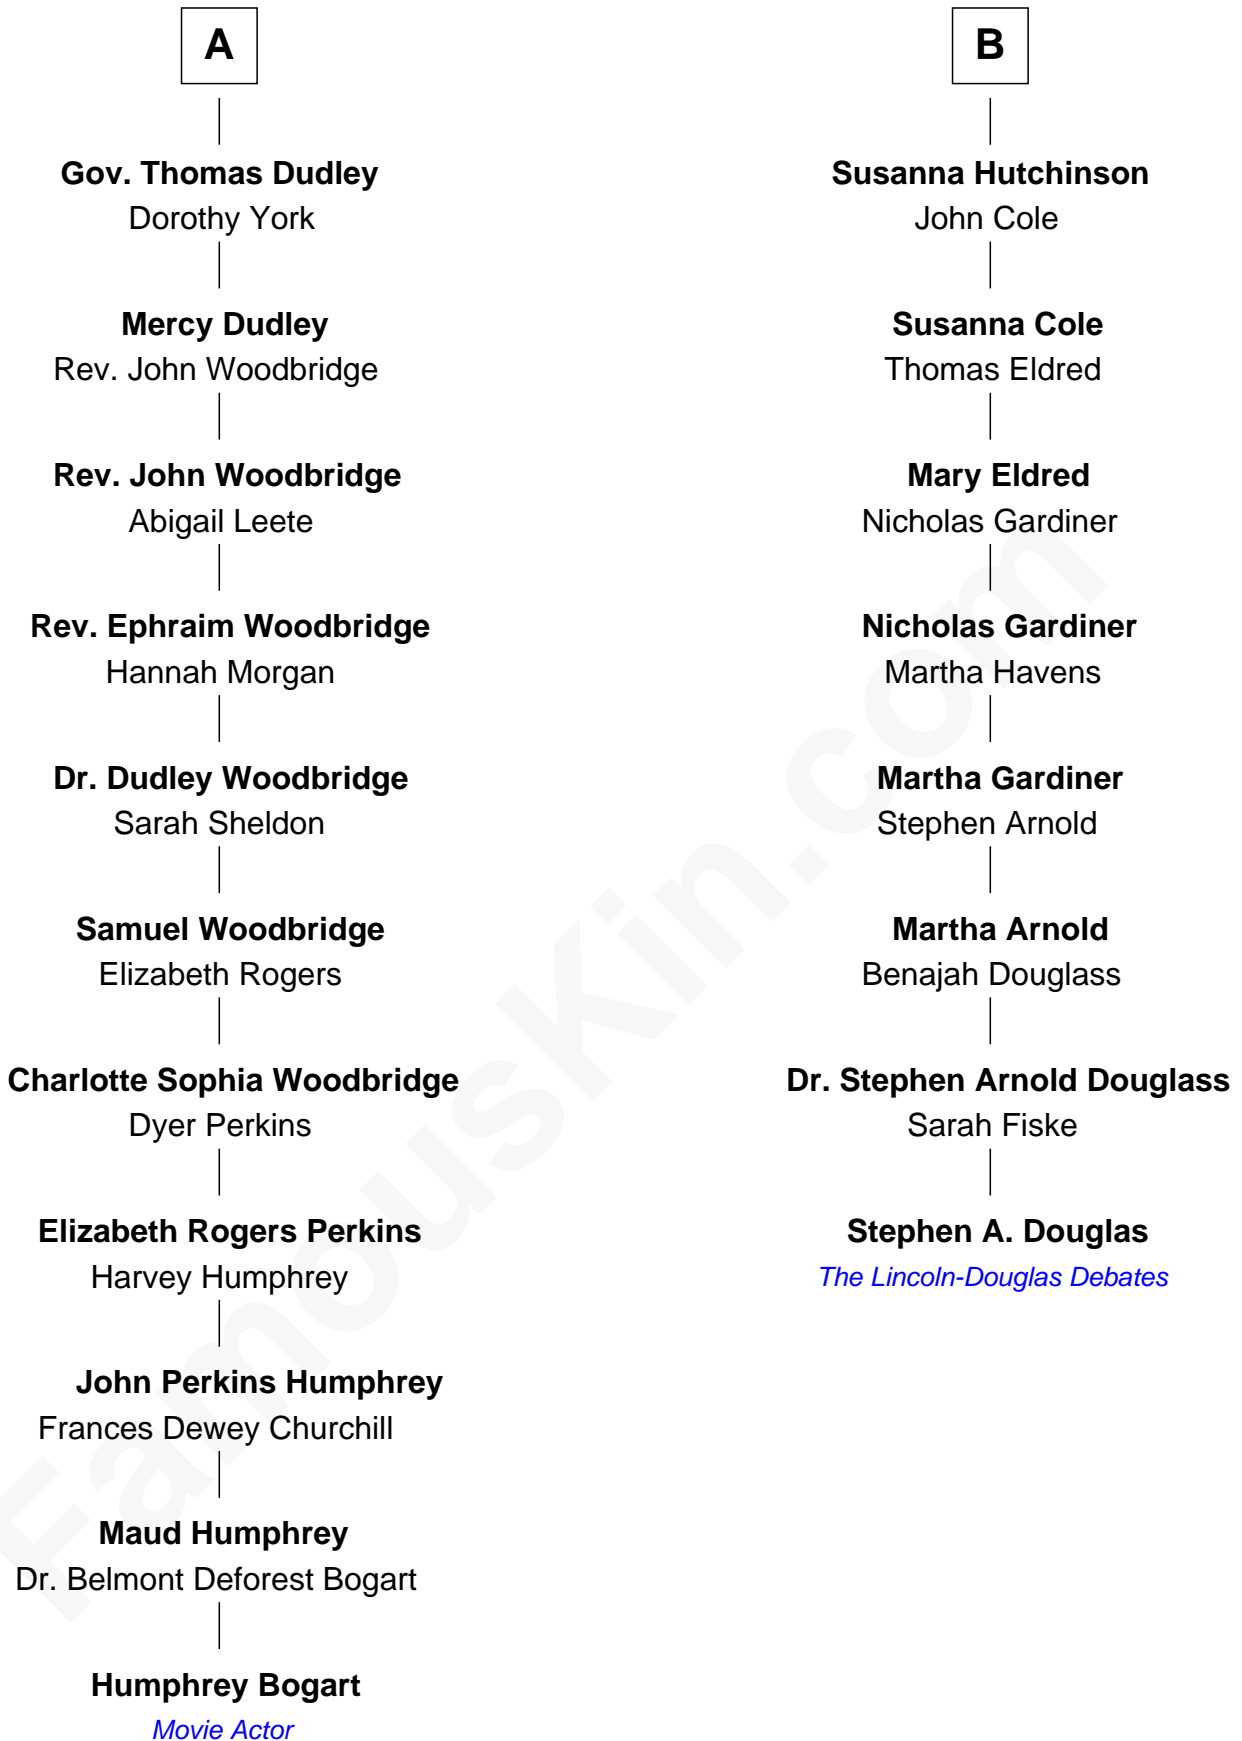 A
Gov. Thomas Dudley
Dorothy York
Mercy Dudley
Rev. John Woodbridge
Rev. John Woodbridge
Abigail Leete
Rev. Ephraim Woodbridge
Hannah Morgan
Dr. Dudley Woodbridge
Sarah Sheldon
Samuel Woodbridge
Elizabeth Rogers
Charlotte Sophia Woodbridge
Dyer Perkins
Elizabeth Rogers Perkins
Harvey Humphrey
John Perkins Humphrey
Frances Dewey Churchill
Maud Humphrey
Dr. Belmont Deforest Bogart
Humphrey Bogart
Movie Actor
B
Susanna Hutchinson
John Cole
Susanna Cole
Thomas Eldred
Mary Eldred
Nicholas Gardiner
Nicholas Gardiner
Martha Havens
Martha Gardiner
Stephen Arnold
Martha Arnold
Benajah Douglass
Dr. Stephen Arnold Douglass
Sarah Fiske
Stephen A. Douglas
The Lincoln-Douglas Debates
FamousKin.com